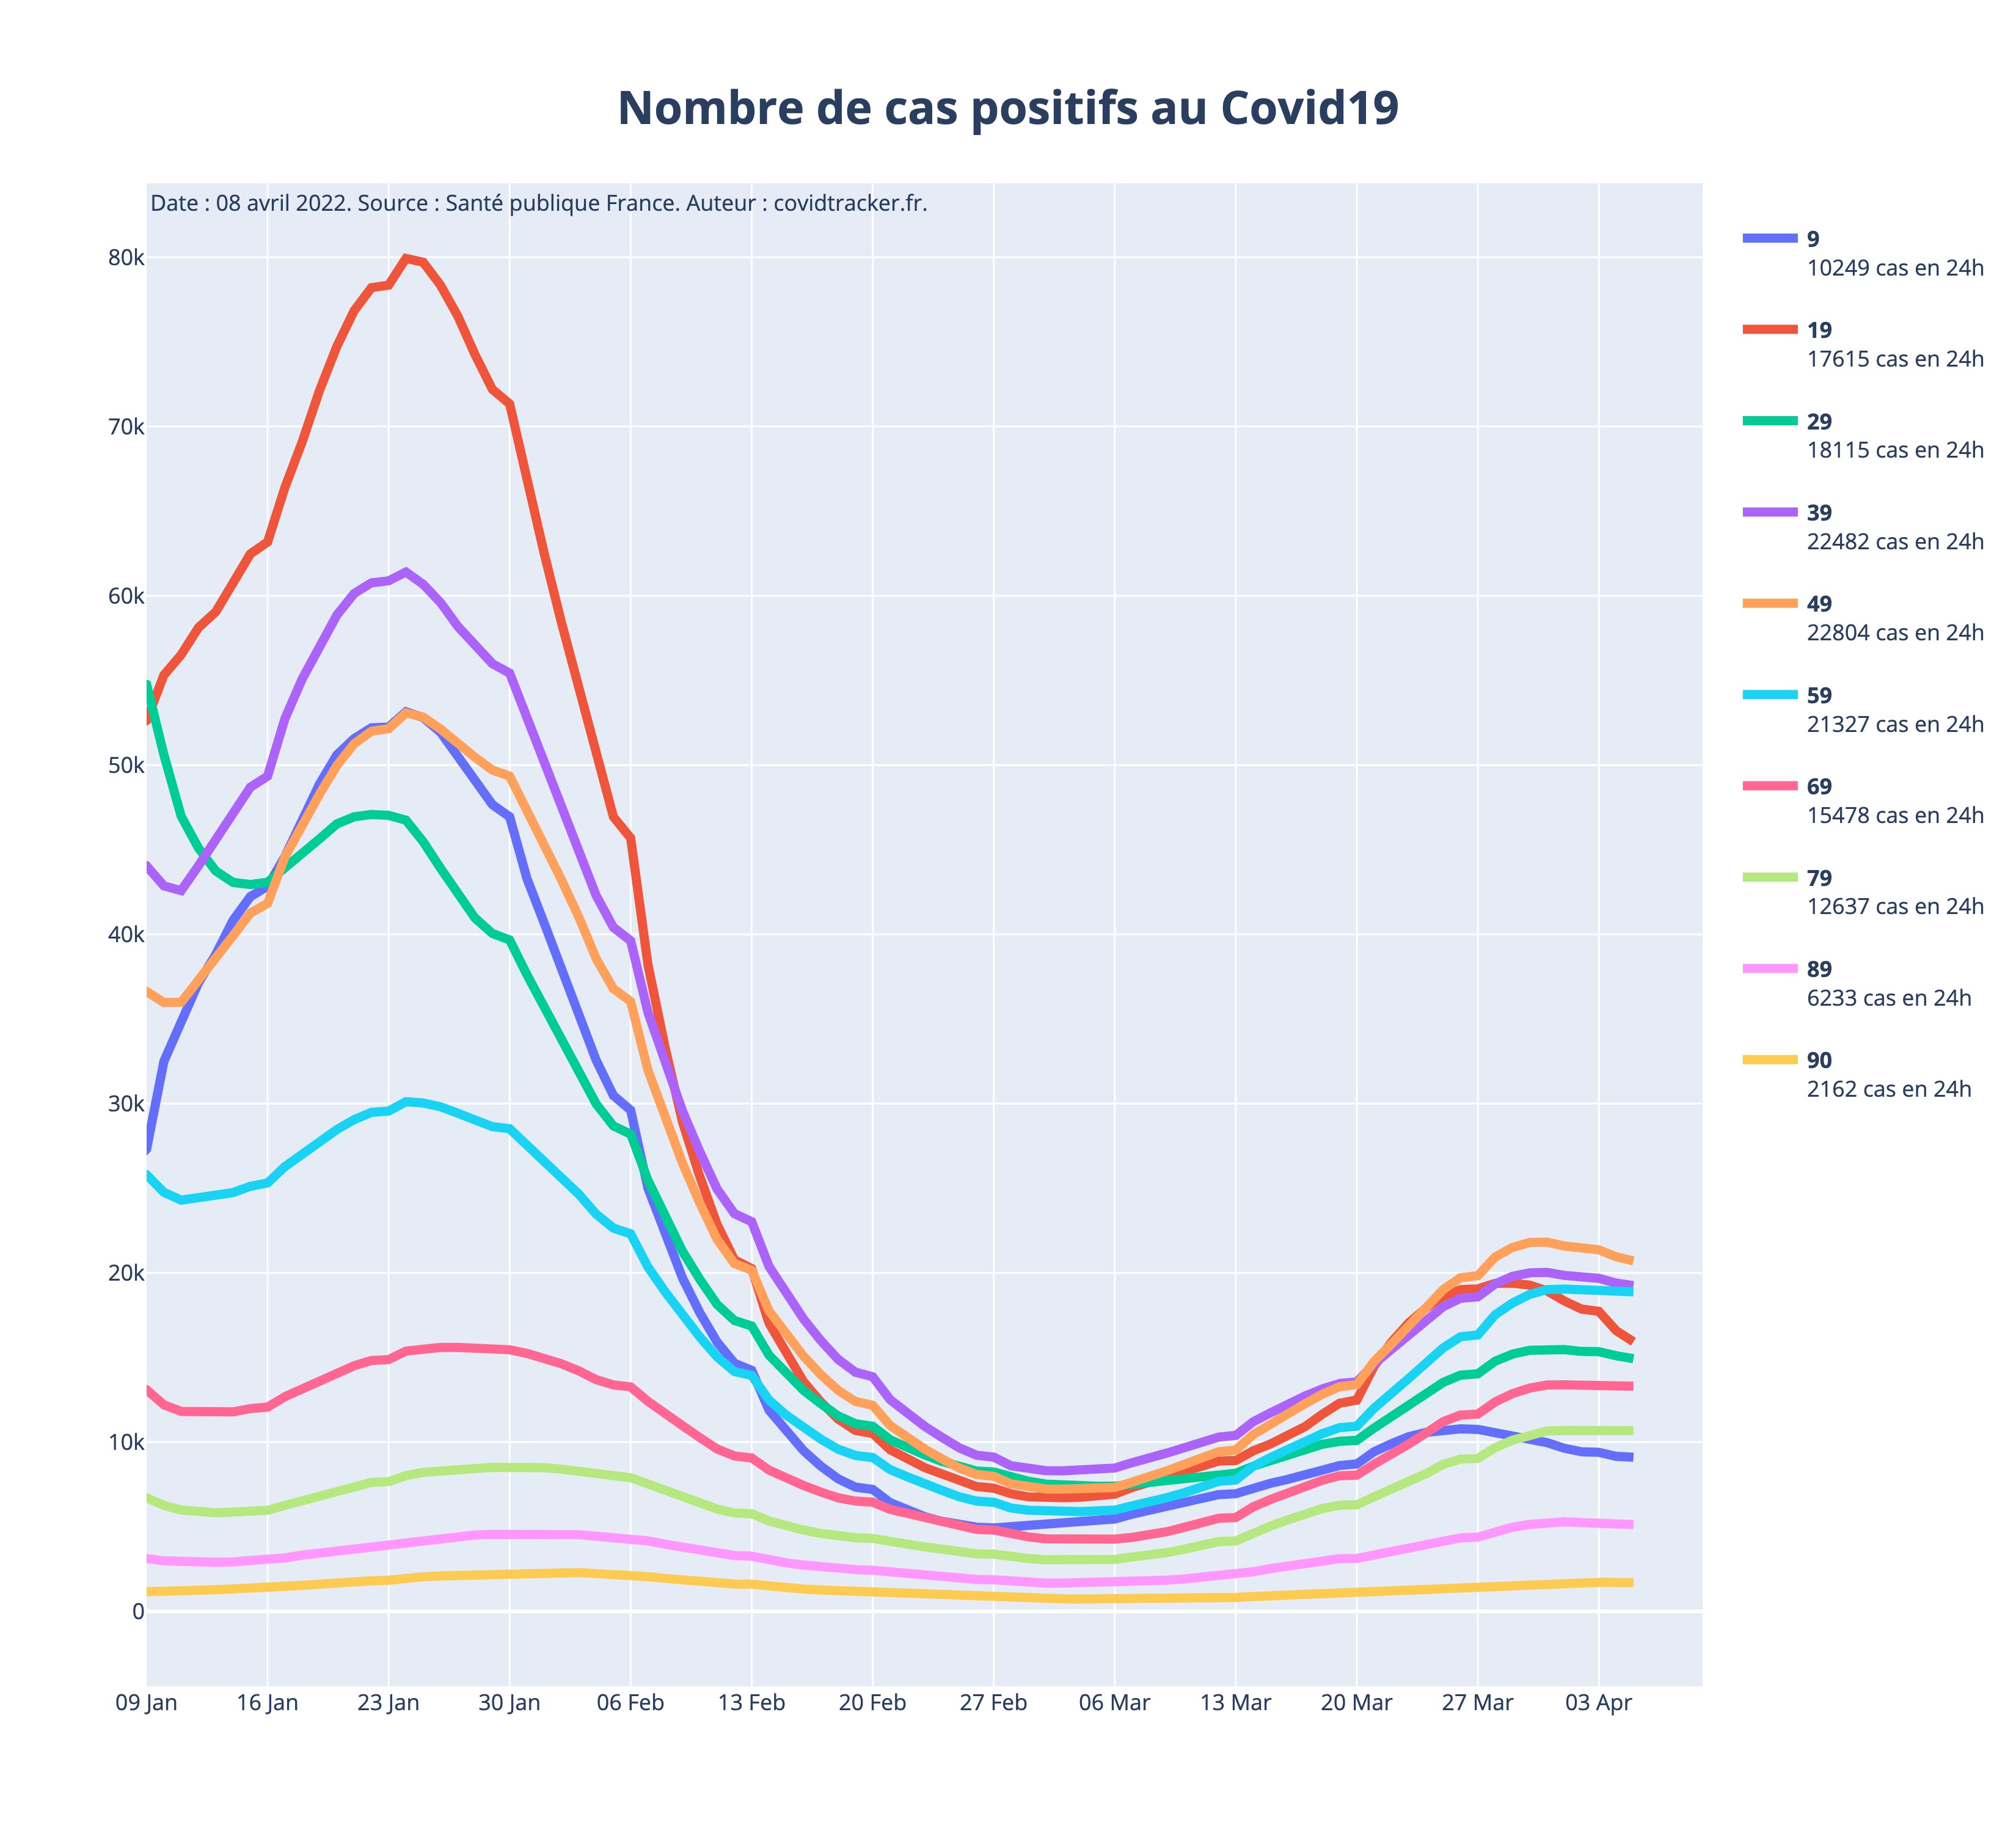 Nombre de cas positifs au Covid19
Date : 08 avril 2022. Source : Santé publique France. Auteur : covidtracker.fr.
80k
70k
60k
50k
40k
30k
20k
10k
0
09 Jan
16 Jan
23 Jan
30 Jan
06 Feb
13 Feb
20 Feb
27 Feb
06 Mar
13 Mar
20 Mar
27 Mar
03 Apr
9
10249 cas en 24h
19
17615 cas en 24h
29
18115 cas en 24h
39
22482 cas en 24h
49
22804 cas en 24h
59
21327 cas en 24h
69
15478 cas en 24h
79
12637 cas en 24h
89
6233 cas en 24h
90
2162 cas en 24h